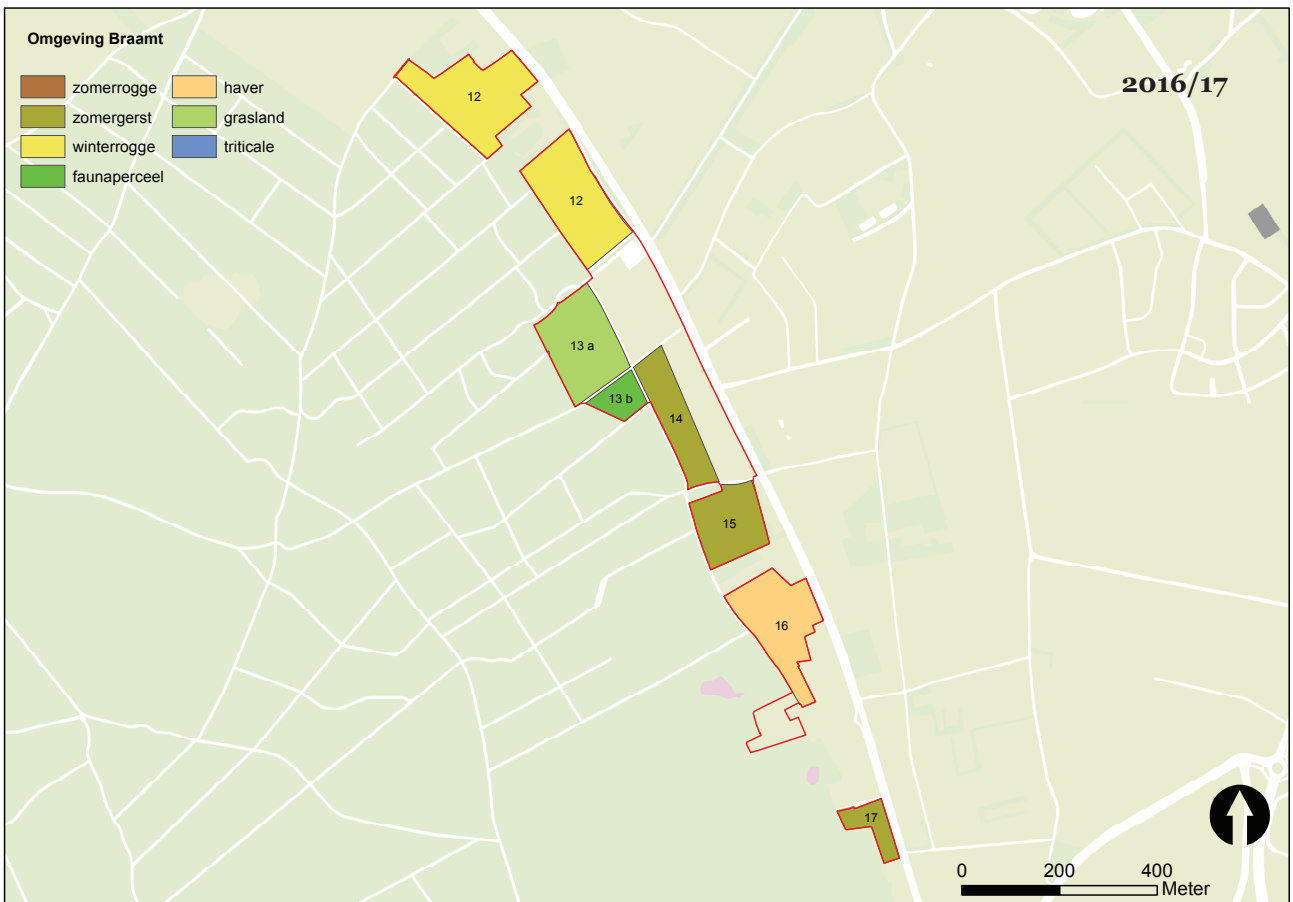 Omgeving Braamt
2016/17
zomerrogge
haver
zomergerst
grasland
winterrogge
triticale
faunaperceel
12
12
13 a
13 b
14
15
16
17
0 200 400
Meter